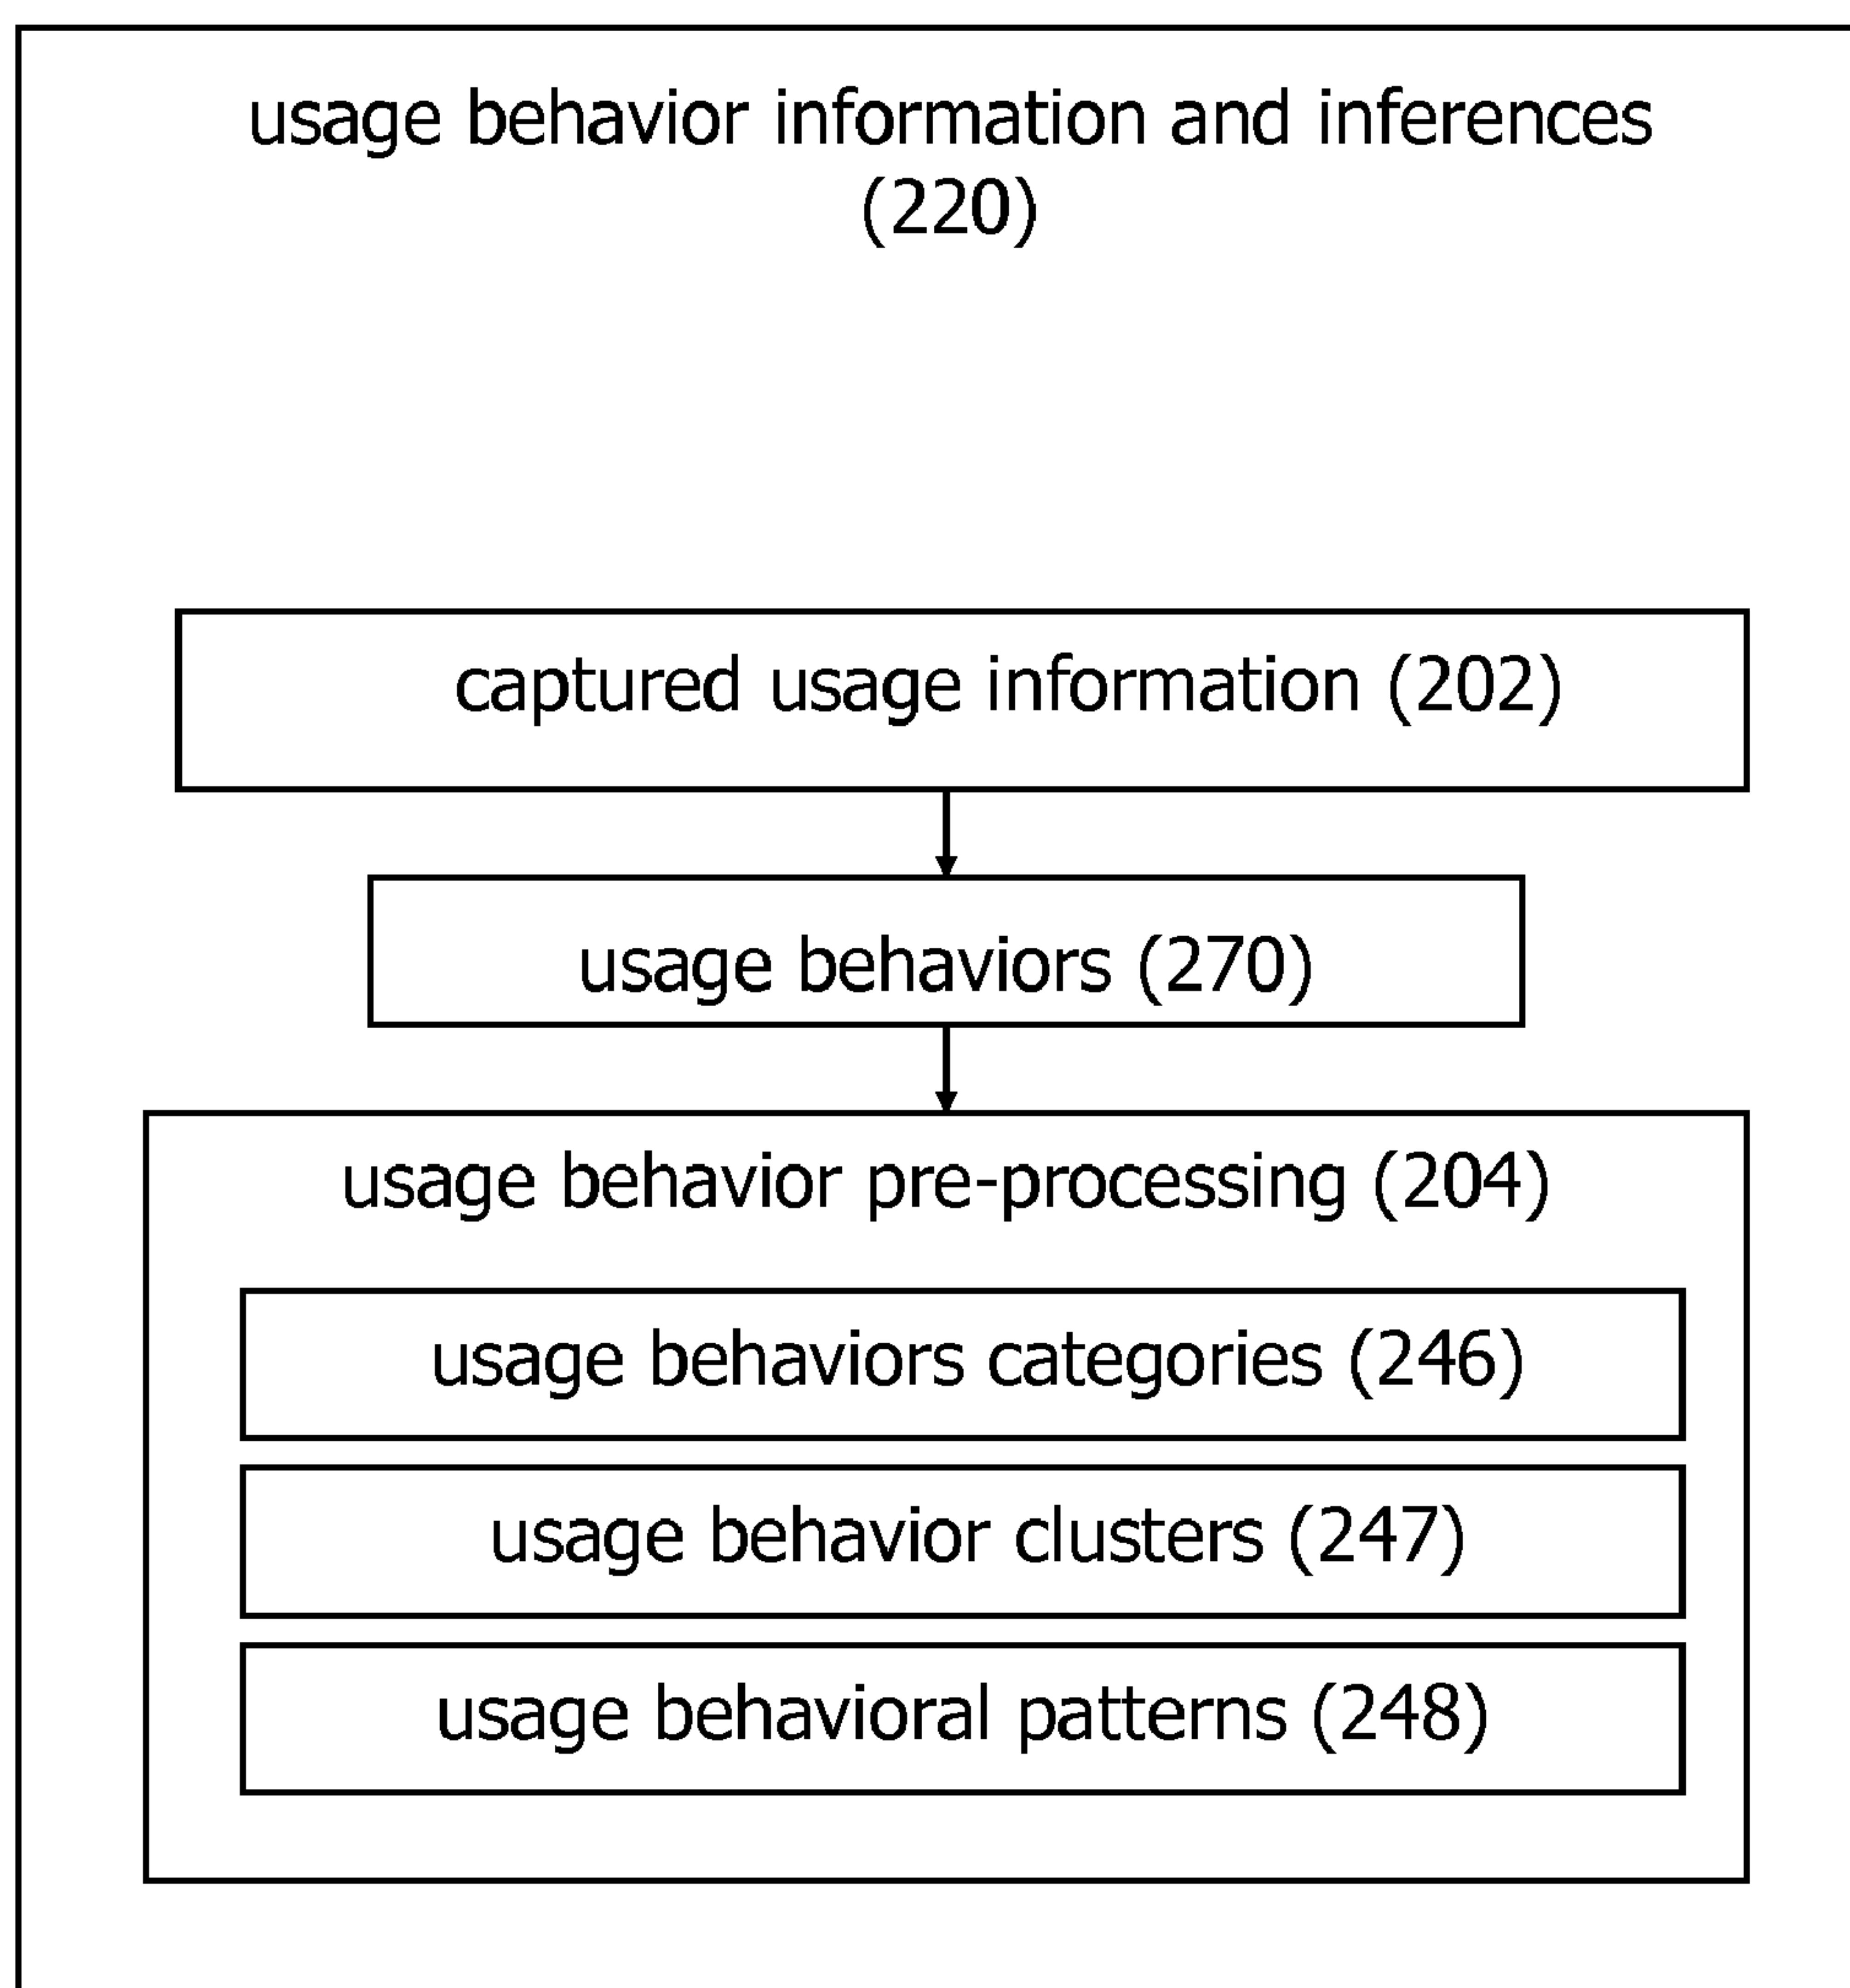 usage behavior information and inferences
(220)
captured usage information (202)
usage behaviors (270)
usage behavior pre-processing (204)
usage behaviors categories (246)
usage behavior clusters (247)
usage behavioral patterns (248)